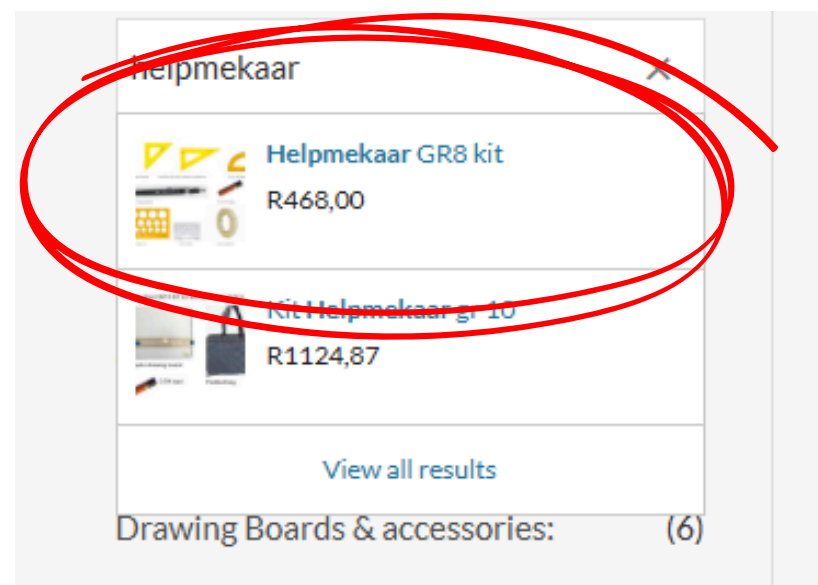 helpmekaar
Helpmekaar GR8 kit
R468,00
Kit Helpmekaar gr 10
R1124,87
View all results
Drawing Boards & accessories: (6)